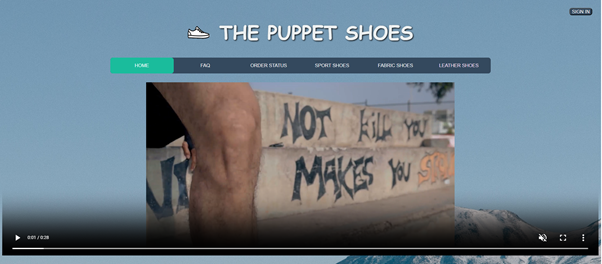 SIGN IN
THE PUPPET SHOES
HOME FAQ ORDER STATUS SPORT SHOES FABRIC SHOES LEATHER SHOES
NOT kill YOU
MAKES YOU
0:01 / 0:28